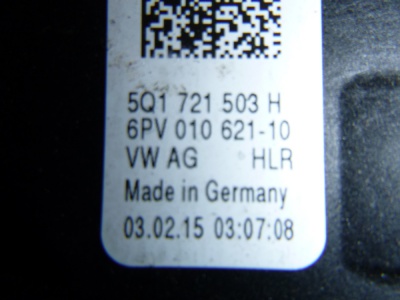 5Q1 721 503 H
6PV 010 621-10
VW AG HLR
Made in Germany
03.02.15 03:07:08